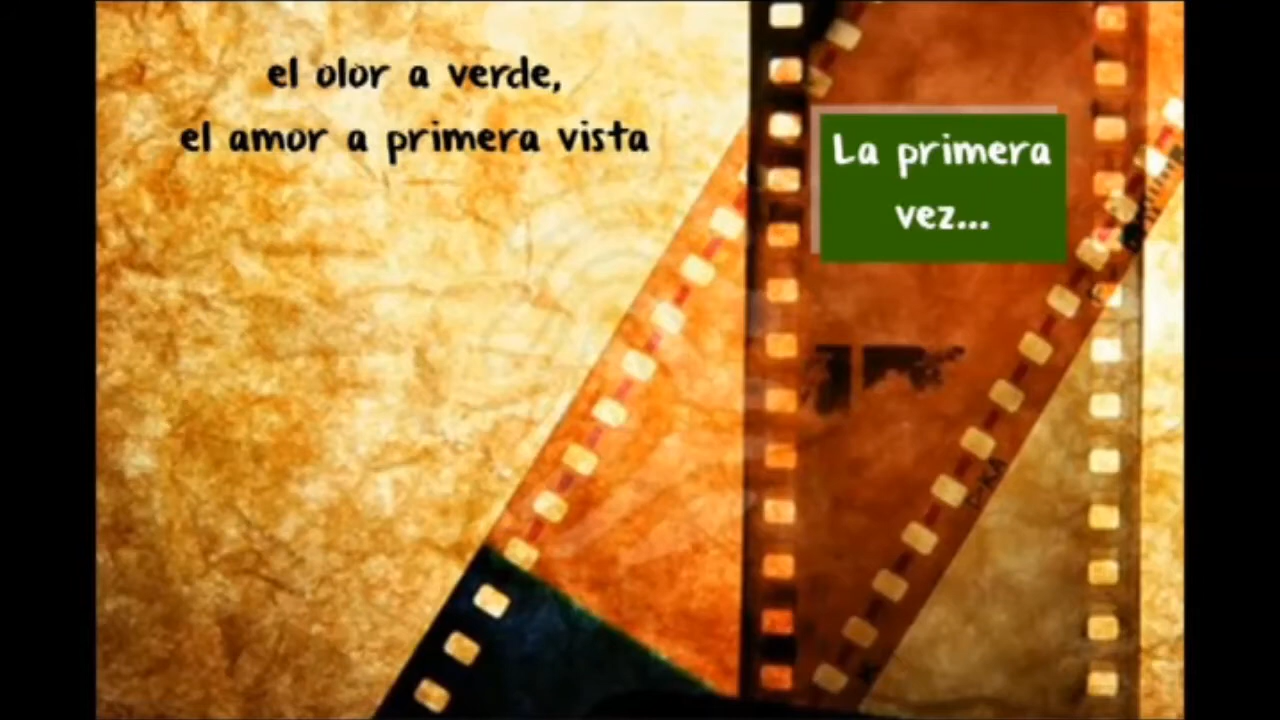 el olor a verde,
el amor a primera vista
La primera
vez...